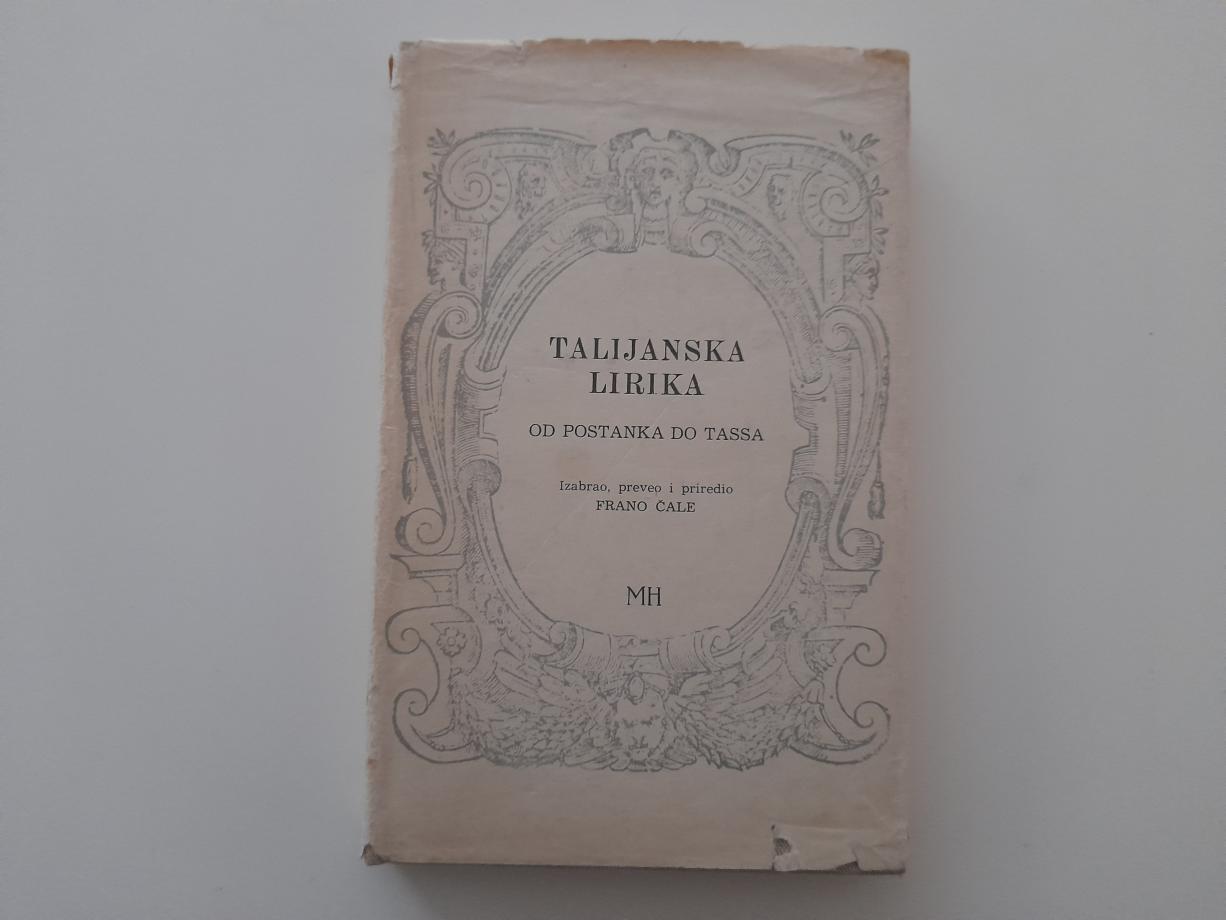 TALIJANSKA
LIRIKA
OD POSTANKA DO TASSA
Izabrao, preveo i priredio
FRANO ČALE
MH